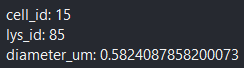 cell_id: 15
lys_id: 85
diameter_um: 0.5824087858200073